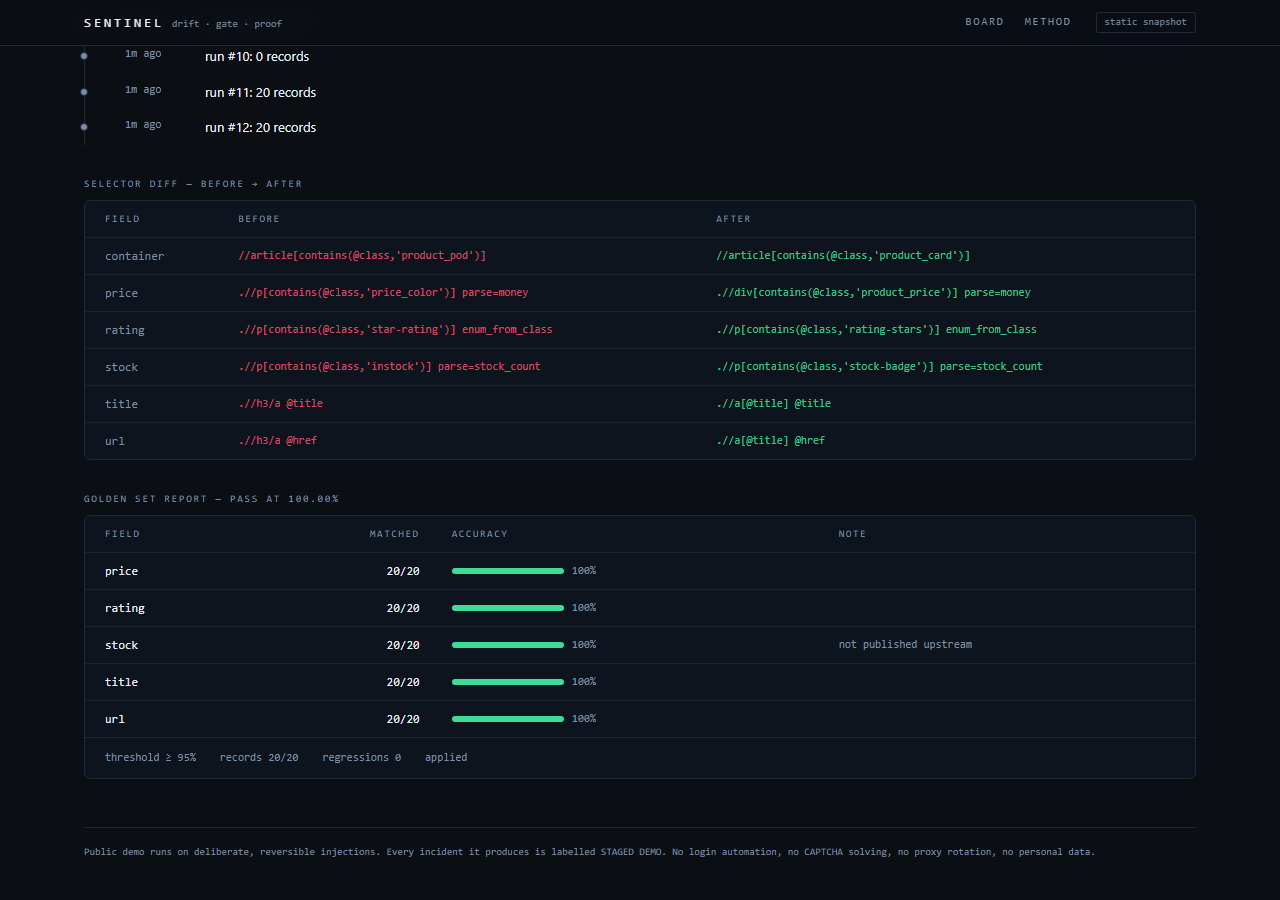 SENTINEL drift · gate · proof BOARD METHOD static snapshot
1m ago run #10: 0 records
1m ago run #11: 20 records
1m ago run #12: 20 records
SELECTOR DIFF — BEFORE → AFTER
FIELD BEFORE AFTER
container //article[contains(@class,'product_pod')] //article[contains(@class,'product_card')]
price .//p[contains(@class,'price_color')] parse=money .//div[contains(@class,'product_price')] parse=money
rating .//p[contains(@class,'star-rating')] enum_from_class .//p[contains(@class,'rating-stars')] enum_from_class
stock .//p[contains(@class,'instock')] parse=stock_count .//p[contains(@class,'stock-badge')] parse=stock_count
title .//h3/a @title .//a[@title] @title
url .//h3/a @href .//a[@title] @href
GOLDEN SET REPORT — PASS AT 100.00%
FIELD MATCHED ACCURACY NOTE
price 20/20 100%
rating 20/20 100%
stock 20/20 100% not published upstream
title 20/20 100%
url 20/20 100%
threshold ≥ 95% records 20/20 regressions 0 applied
Public demo runs on deliberate, reversible injections. Every incident it produces is labelled STAGED DEMO. No login automation, no CAPTCHA solving, no proxy rotation, no personal data.